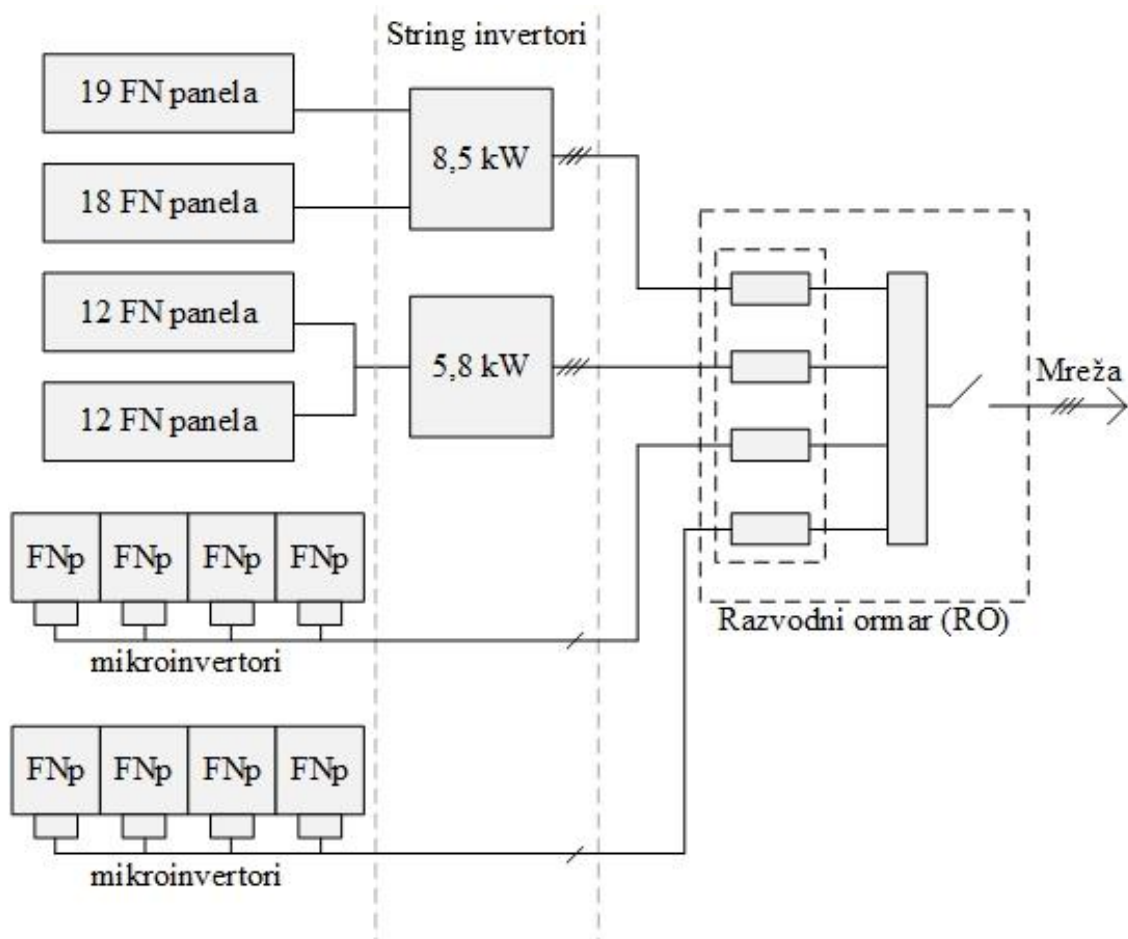 String invertori
19 FN panela
8,5 kW
18 FN panela
12 FN panela
5,8 kW
12 FN panela
Mreža
FNp FNp FNp FNp
mikroinvertori
Razvodni ormar (RO)
FNp FNp FNp FNp
mikroinvertori